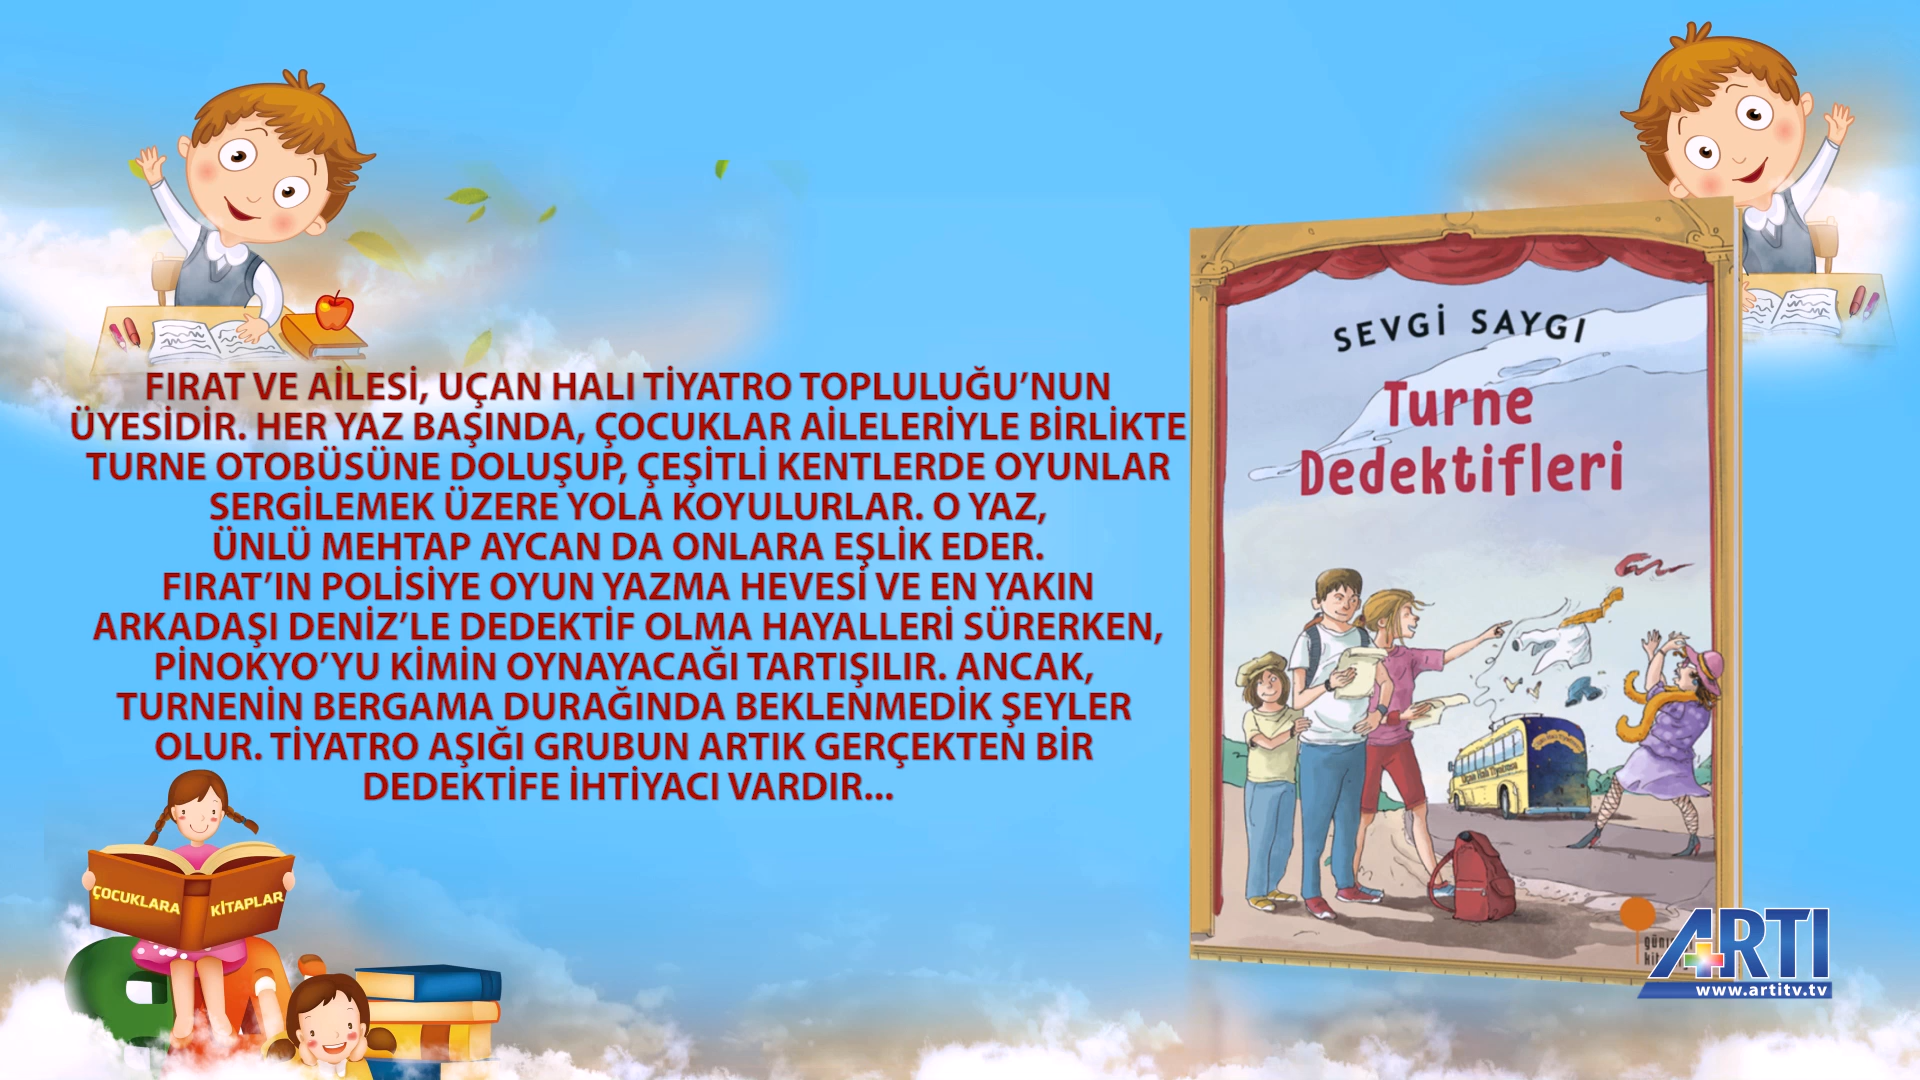 FIRAT VE AİLESİ, UÇAN HALI TİYATRO TOPLULUĞU’NUN
ÜYESİDİR. HER YAZ BAŞINDA, ÇOCUKLAR AİLELERİYLE BİRLİKTE
TURNE OTOBÜSÜNE DOLUŞUP, ÇEŞİTLİ KENTLERDE OYUNLAR
SERGİLEMEK ÜZERE YOLA KOYULURLAR. O YAZ,
ÜNLÜ MEHTAP AYCAN DA ONLARA EŞLİK EDER.
FIRAT’IN POLİSİYE OYUN YAZMA HEVESİ VE EN YAKIN
ARKADAŞI DENİZ’LE DEDEKTİF OLMA HAYALLERİ SÜRERKEN,
PİNOKYO’YU KİMİN OYNAYACAĞI TARTIŞILIR. ANCAK,
TURNENİN BERGAMA DURAĞINDA BEKLENMEDİK ŞEYLER
OLUR. TİYATRO AŞIĞI GRUBUN ARTIK GERÇEKTEN BİR
DEDEKTİFE İHTİYACI VARDIR...
SEVGİ SAYGI
Turne
Dedektifleri
Uçan Halı Tiyatrosu
ÇOCUKLARA
KİTAPLAR
ARTI
www.artitv.tv